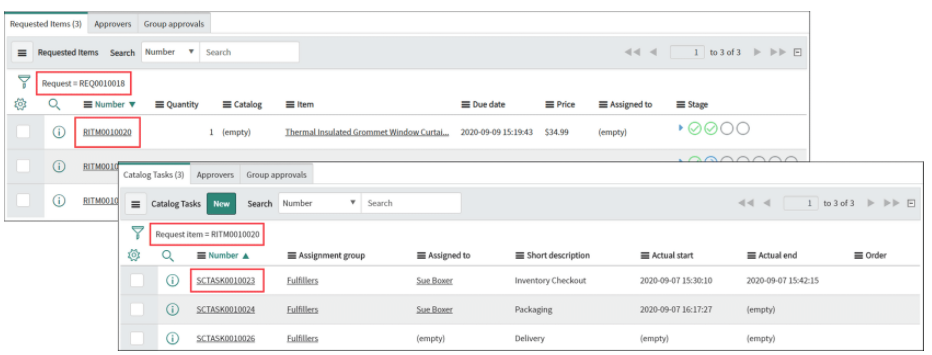 Requested Items (3) Approvers Group approvals
Requested Items Search Number Search 1 to 3 of 3
Request = REQ0010018
Number Quantity Catalog Item Due date Price Assigned to Stage
RITM0010020 1 (empty) Thermal Insulated Grommet Window Curtai... 2020-09-09 15:19:43 $34.99 (empty)
RITM0010
RITM0010
Catalog Tasks (3) Approvers Group approvals
Catalog Tasks New Search Number Search 1 to 3 of 3
Request item = RITM0010020
Number Assignment group Assigned to Short description Actual start Actual end Order
SCTASK0010023 Fulfillers Sue Boxer Inventory Checkout 2020-09-07 15:30:10 2020-09-07 15:42:15
SCTASK0010024 Fulfillers Sue Boxer Packaging 2020-09-07 16:17:27 (empty)
SCTASK0010026 Fulfillers (empty) Delivery (empty) (empty)